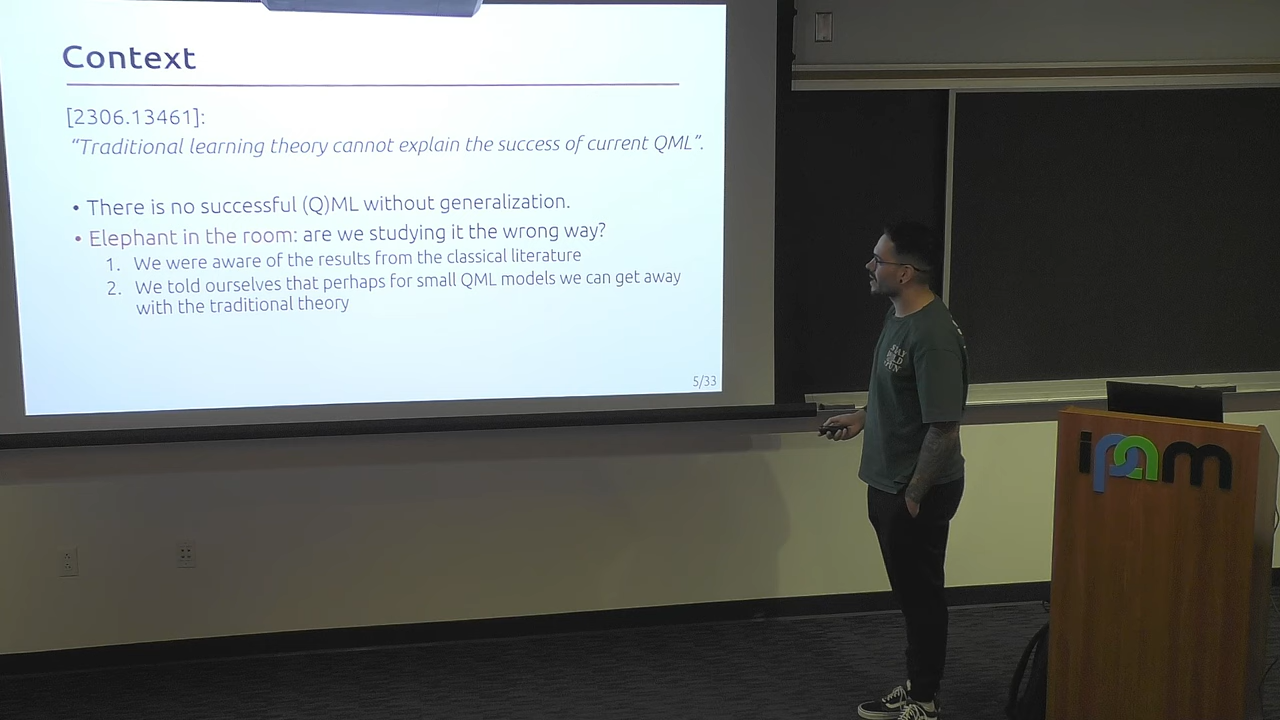 Context
[2306.13461]:
“Traditional learning theory cannot explain the success of current QML”.
• There is no successful (Q)ML without generalization.
• Elephant in the room: are we studying it the wrong way?
1. We were aware of the results from the classical literature
2. We told ourselves that perhaps for small QML models we can get away
with the traditional theory
5/33
ipam